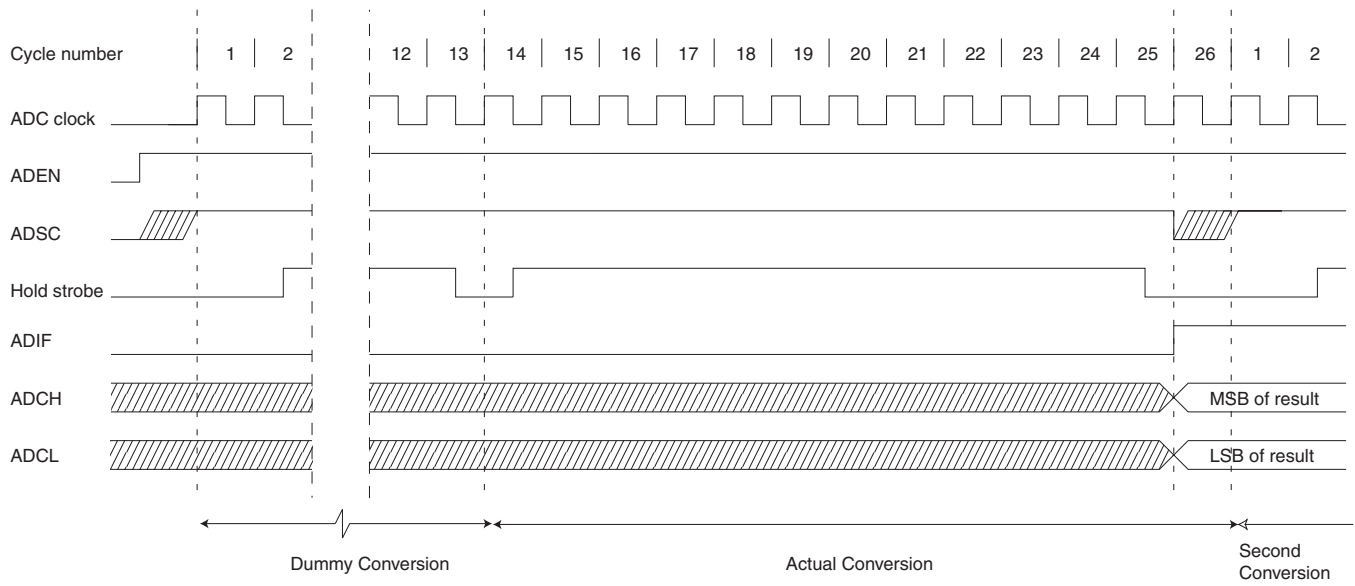 Cycle number 1 2 12 13 14 15 16 17 18 19 20 21 22 23 24 25 26 1 2
ADC clock
ADEN
ADSC
Hold strobe
ADIF
ADCH MSB of result
ADCL LSB of result
Dummy Conversion Actual Conversion Second
Conversion